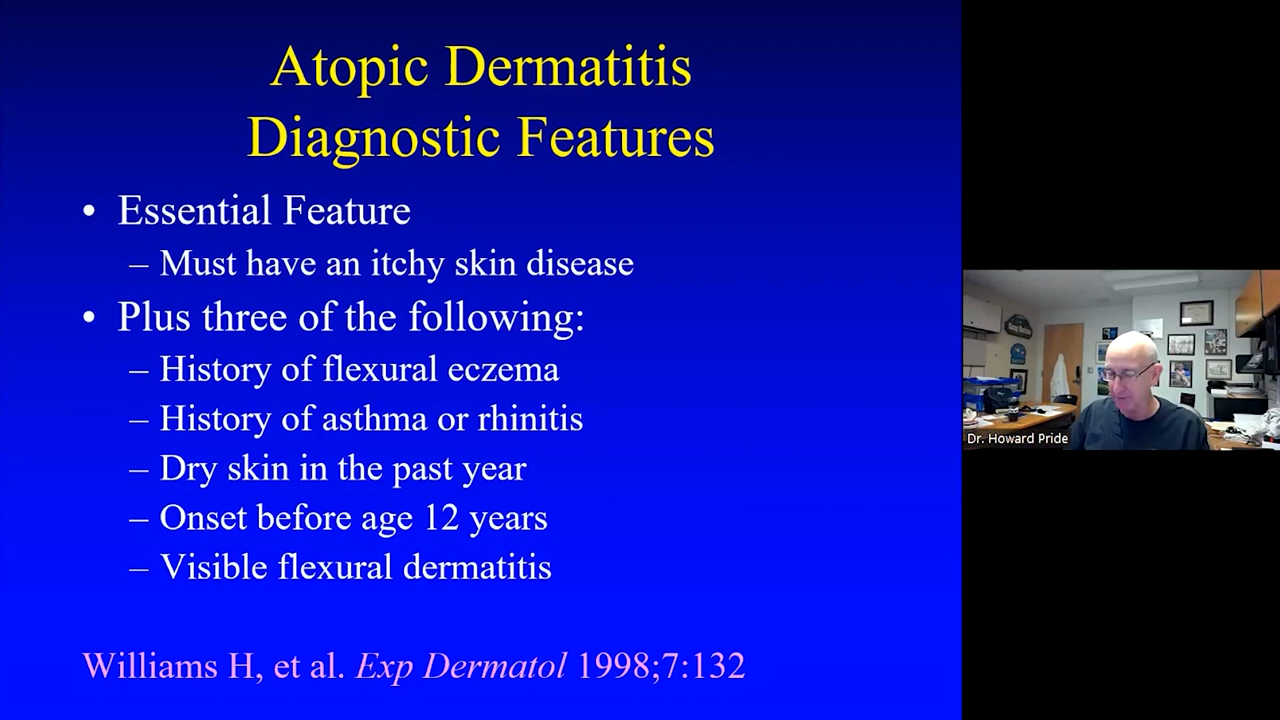 Atopic Dermatitis
Diagnostic Features
• Essential Feature
– Must have an itchy skin disease
• Plus three of the following:
– History of flexural eczema
– History of asthma or rhinitis
– Dry skin in the past year
– Onset before age 12 years
– Visible flexural dermatitis
Williams H, et al. Exp Dermatol 1998;7:132
Dr. Howard Pride